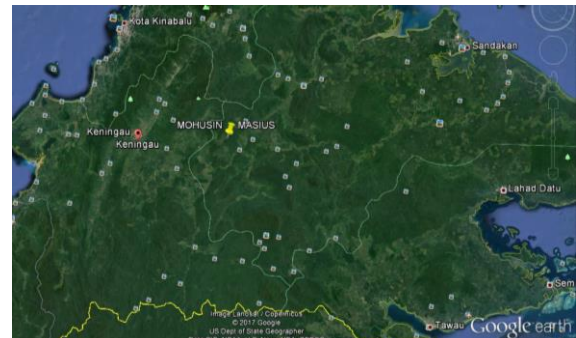 Kota Kinabalu
Sandakan
Keningau
MOHUSIN MASIUS
Keningau
Lahad Datu
Sem
Tawau
Image Landsat / Copernicus
© 2017 Google
US Dept of State Geographer
Google earth